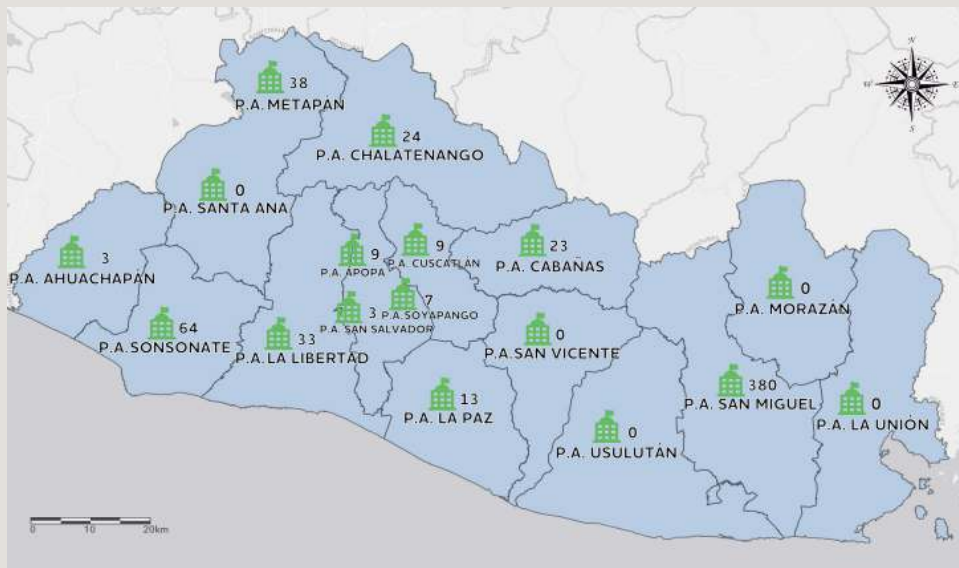 N
W
E
S
38
P.A. METAPÁN
24
P.A. CHALATENANGO
0
P.A. SANTA ANA
3
P.A. AHUACHAPÁN
9
P.A. APOPA
9
P.A. CUSCATLÁN
23
P.A. CABAÑAS
0
P.A. MORAZÁN
64
P.A.SONSONATE
33
P.A.LA LIBERTAD
3
P.A. SAN SALVADOR
7
P.A.SOYAPANGO
0
P.A.SAN VICENTE
13
P.A. LA PAZ
0
P.A. USULUTÁN
380
P.A. SAN MIGUEL
0
P.A. LA UNIÓN
0 10 20km